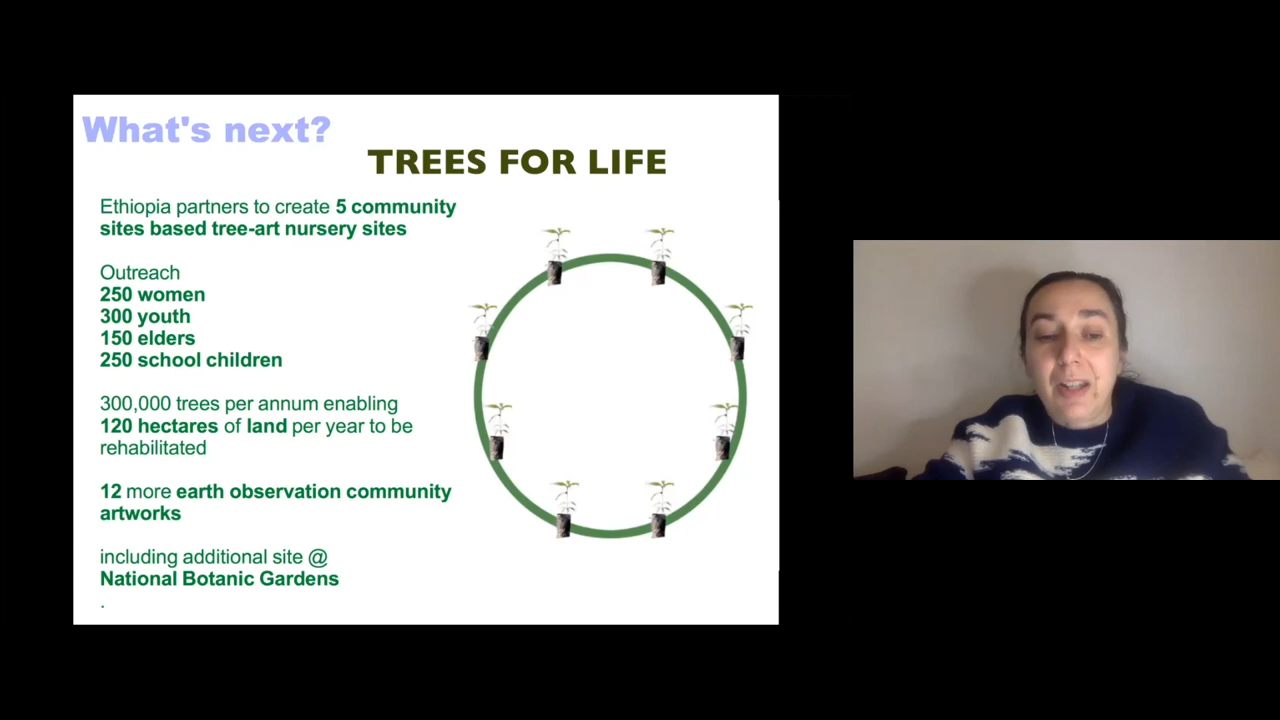 What's next?
TREES FOR LIFE
Ethiopia partners to create 5 community
sites based tree-art nursery sites
Outreach
250 women
300 youth
150 elders
250 school children
300,000 trees per annum enabling
120 hectares of land per year to be
rehabilitated
12 more earth observation community
artworks
including additional site @
National Botanic Gardens
.